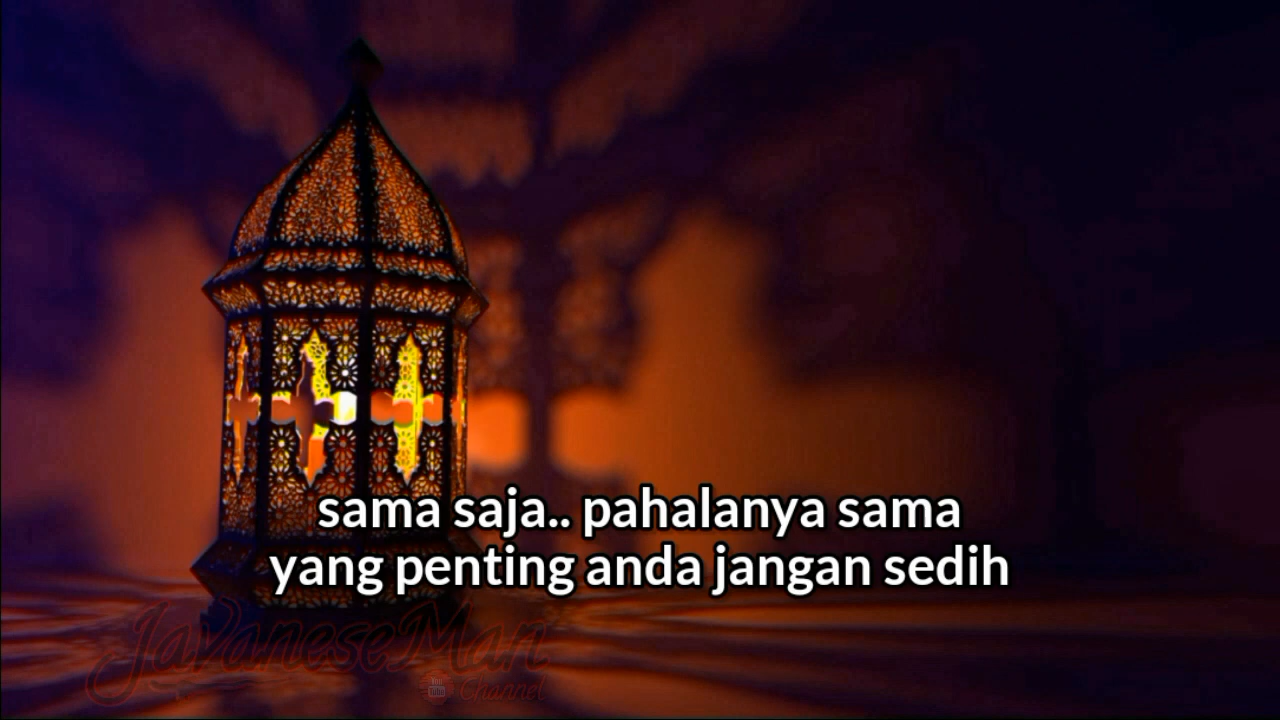 sama saja.. pahalanya sama
yang penting anda jangan sedih
JavaneseMan
Channel